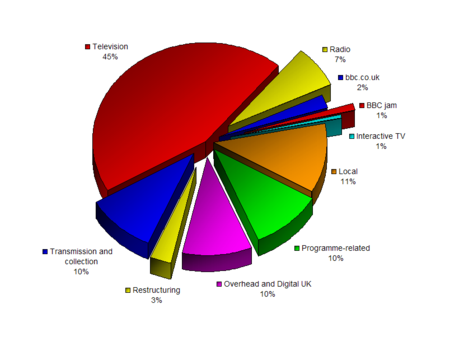 Television
45%
Radio
7%
bbc.co.uk
2%
BBC jam
1%
Interactive TV
1%
Local
11%
Programme-related
10%
Overhead and Digital UK
10%
Restructuring
3%
Transmission and
collection
10%